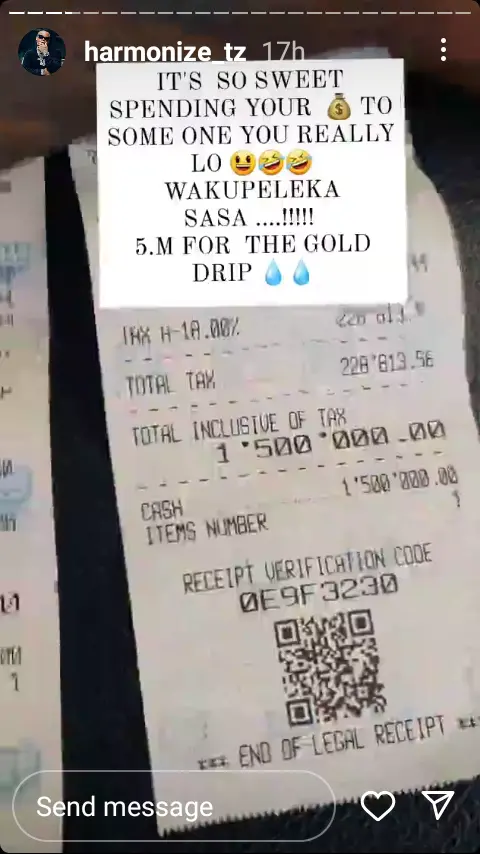 harmonize_tz 17h
IT'S SO SWEET
SPENDING YOUR 💰 TO
SOME ONE YOU REALLY
LO 😃🤣🤣
WAKUPELEKA
SASA ....!!!!!
5.M FOR THE GOLD
DRIP 💧💧
TAX A-18.00%
TOTAL TAX 228'813.56
TOTAL INCLUSIVE OF TAX
1'500'000.00
CASH 1'500'000.00
ITEMS NUMBER 1
RECEIPT VERIFICATION CODE
0E9F3230
*** END OF LEGAL RECEIPT
Send message